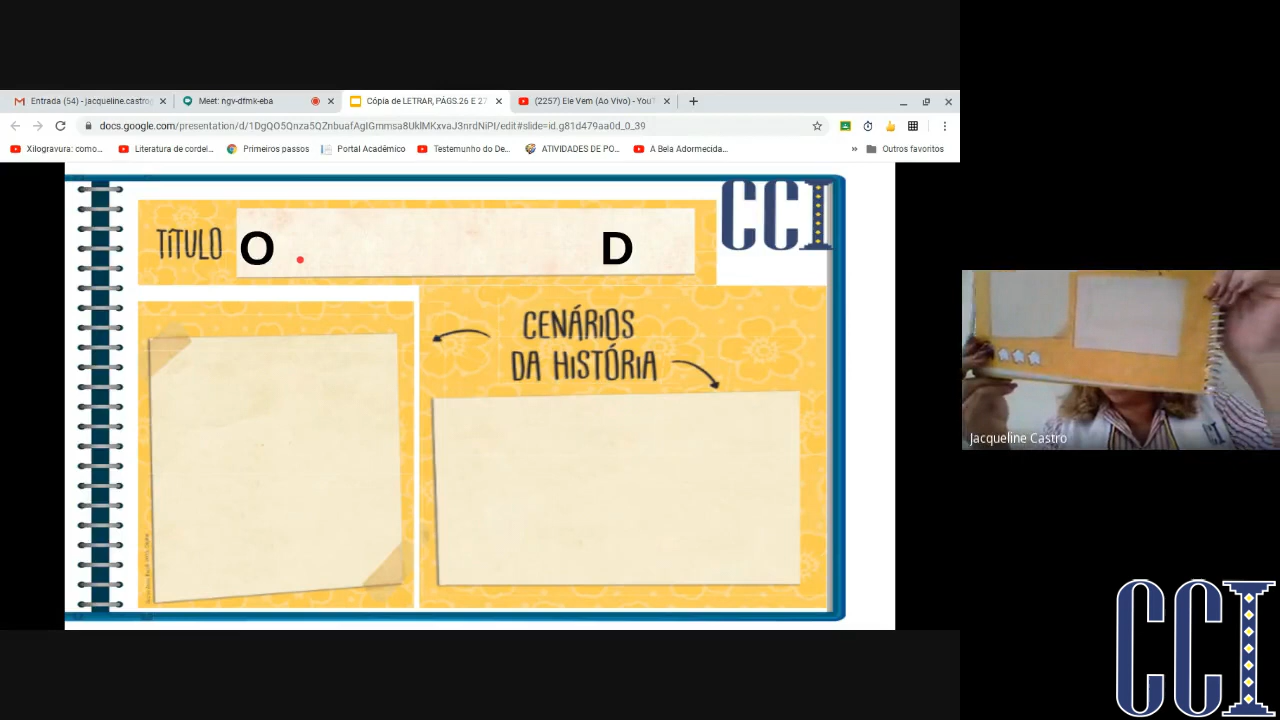 Entrada (54) - jacqueline.castro
Meet: ngv-dfmk-eba
Cópia de LETRAR, PÁGS.26 E 27
(2257) Ele Vem (Ao Vivo) - YouT
docs.google.com/presentation/d/1DgQO5Qnza5QZnbuafAgIGmmsa8UklMKxvaJ3nrdNiPI/edit#slide=id.g81d479aa0d_0_39
Xilogravura: como...
Literatura de cordel...
Primeiros passos
Portal Acadêmico
Testemunho do De...
ATIVIDADES DE PO...
A Bela Adormecida...
»
Outros favoritos
CCI
TÍTULO
O D
CENÁRIOS
DA HISTÓRIA
Jacqueline Castro
CCI